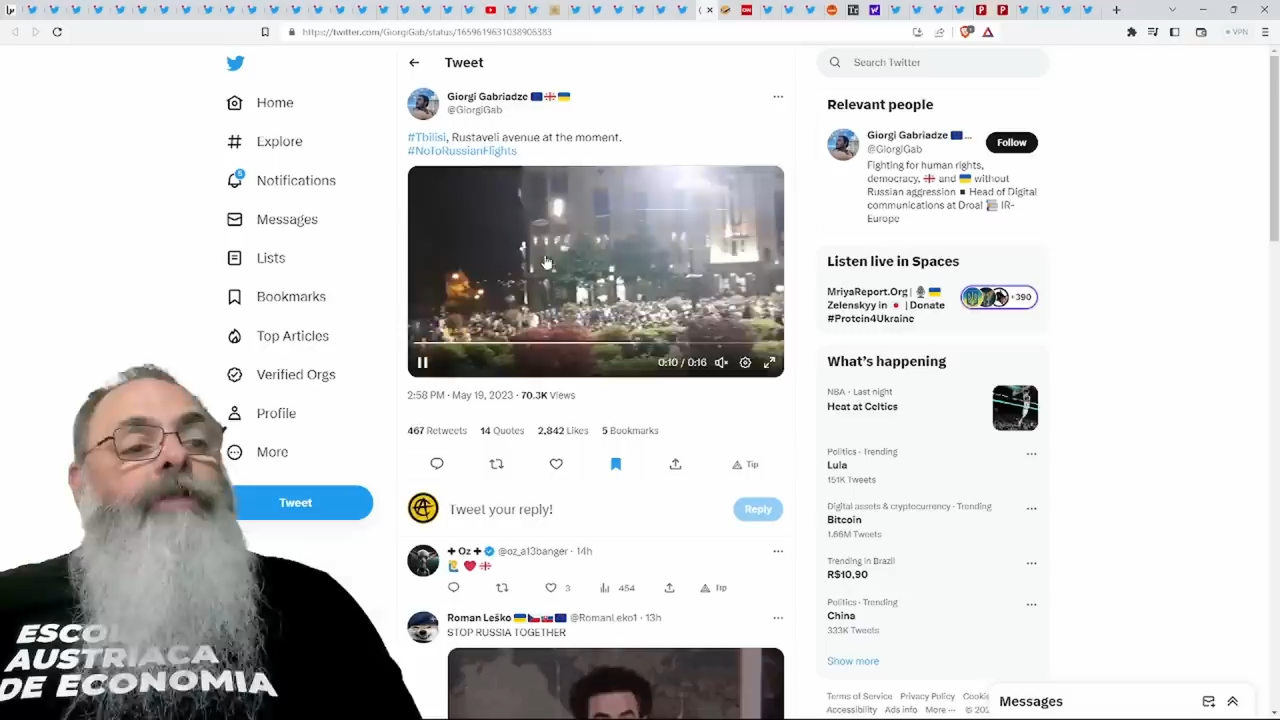 https://twitter.com/GiorgiGab/status/1659619631038905383
VPN
Home
Explore
Notifications
Messages
Lists
Bookmarks
Top Articles
Verified Orgs
Profile
More
Tweet
Tweet
Giorgi Gabriadze
@GiorgiGab
#Tbilisi, Rustaveli avenue at the moment.
#NoToRussianFlights
0:10 / 0:16
2:58 PM · May 19, 2023 · 70.3K Views
467 Retweets 14 Quotes 2,842 Likes 5 Bookmarks
Tip
Tweet your reply!
Reply
Oz @oz_a13banger · 14h
3 454 Tip
Roman Leško @RomanLeko1 · 13h
STOP RUSSIA TOGETHER
Search Twitter
Relevant people
Giorgi Gabriadze ...
@GiorgiGab
Follow
Fighting for human rights,
democracy, and without
Russian aggression ▪ Head of Digital
communications at Droa! IR-
Europe
Listen live in Spaces
MriyaReport.Org|
Zelenskyy in | Donate
#Protein4Ukraine
+390
What's happening
NBA · Last night
Heat at Celtics
Politics · Trending
Lula
151K Tweets
Digital assets & cryptocurrency · Trending
Bitcoin
1.66M Tweets
Trending in Brazil
R$10,90
Politics · Trending
China
333K Tweets
Show more
Terms of Service Privacy Policy
Accessibility Ads info More ···
Messages
AUSTRIACA
DE ECONOMIA